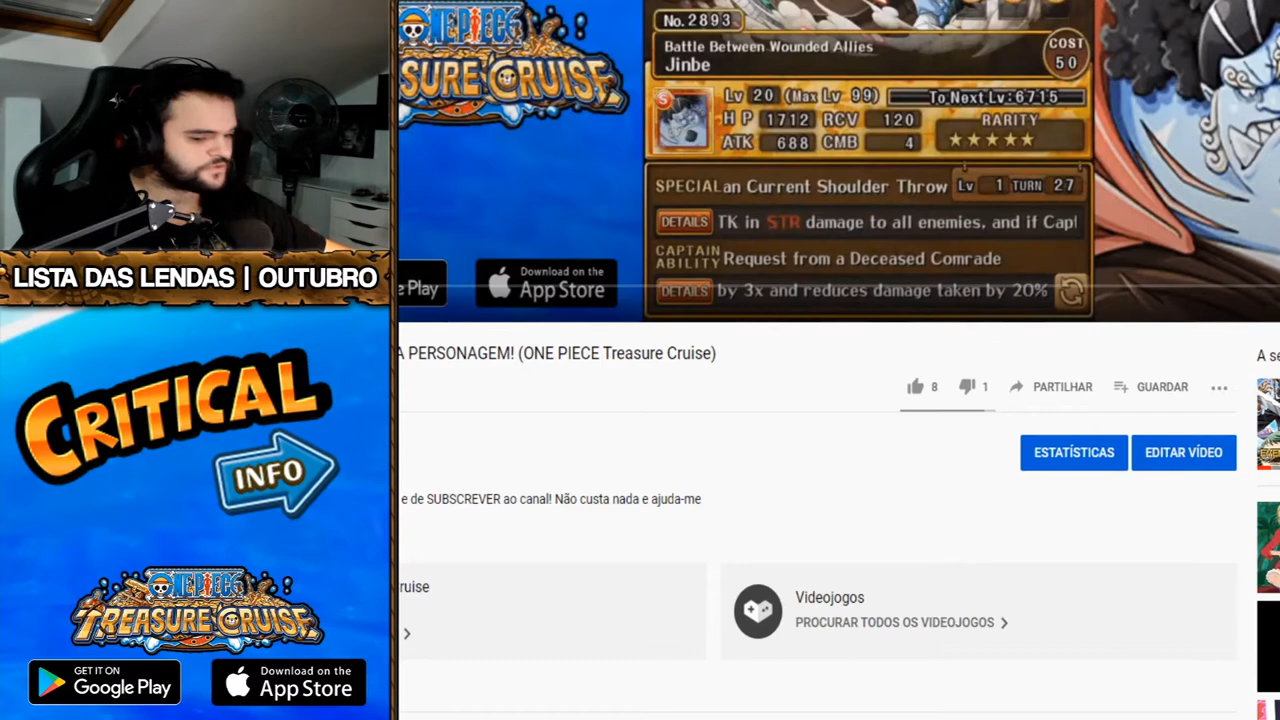 ONE PIECE
SURE CRUISE
e Play
Download on the
App Store
No.2893
Battle Between Wounded Allies
Jinbe
COST
50
S
Lv 20 (Max Lv 99)
To Next Lv:6715
HP 1712 RCV 120
RARITY
★★★★★
ATK 688 CMB 4
SPECIAL an Current Shoulder Throw Lv 1 TURN 27
DETAILS TK in STR damage to all enemies, and if Capt
CAPTAIN ABILITY Request from a Deceased Comrade
DETAILS by 3x and reduces damage taken by 20%
LISTA DAS LENDAS | OUTUBRO
CRITICAL
INFO
ONE PIECE
TREASURE CRUISE
GET IT ON
Google Play
Download on the
App Store
A PERSONAGEM! (ONE PIECE Treasure Cruise)
8 1 PARTILHAR GUARDAR
A se
ESTATÍSTICAS EDITAR VÍDEO
e de SUBSCREVER ao canal! Não custa nada e ajuda-me
ruise
Videojogos
PROCURAR TODOS OS VIDEOJOGOS